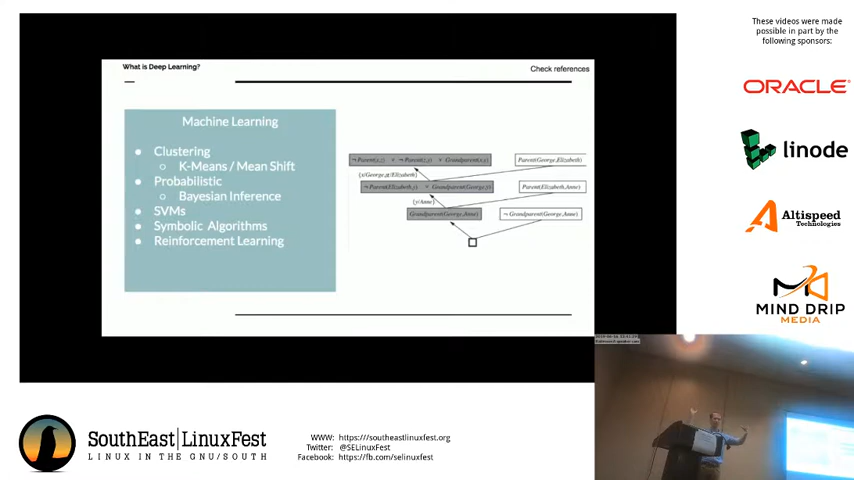 These videos were made
possible in part by the
following sponsors:
ORACLE
linode
Altispeed
Technologies
MIND DRIP
MEDIA
What is Deep Learning?
Check references
Machine Learning
● Clustering
○ K-Means / Mean Shift
● Probabilistic
○ Bayesian Inference
● SVMs
● Symbolic Algorithms
● Reinforcement Learning
¬ Parent(x,z) ∨ ¬ Parent(z,y) ∨ Grandparent(x,y)
Parent(George,Elizabeth)
{x/George,z/Elizabeth}
¬ Parent(Elizabeth,y) ∨ Grandparent(George,y)
Parent(Elizabeth,Anne)
{y/Anne}
Grandparent(George,Anne)
¬ Grandparent(George,Anne)
SouthEast|LinuxFest
LINUX IN THE GNU/SOUTH
WWW: https:///southeastlinuxfest.org
Twitter: @SELinuxFest
Facebook: https://fb.com/selinuxfest